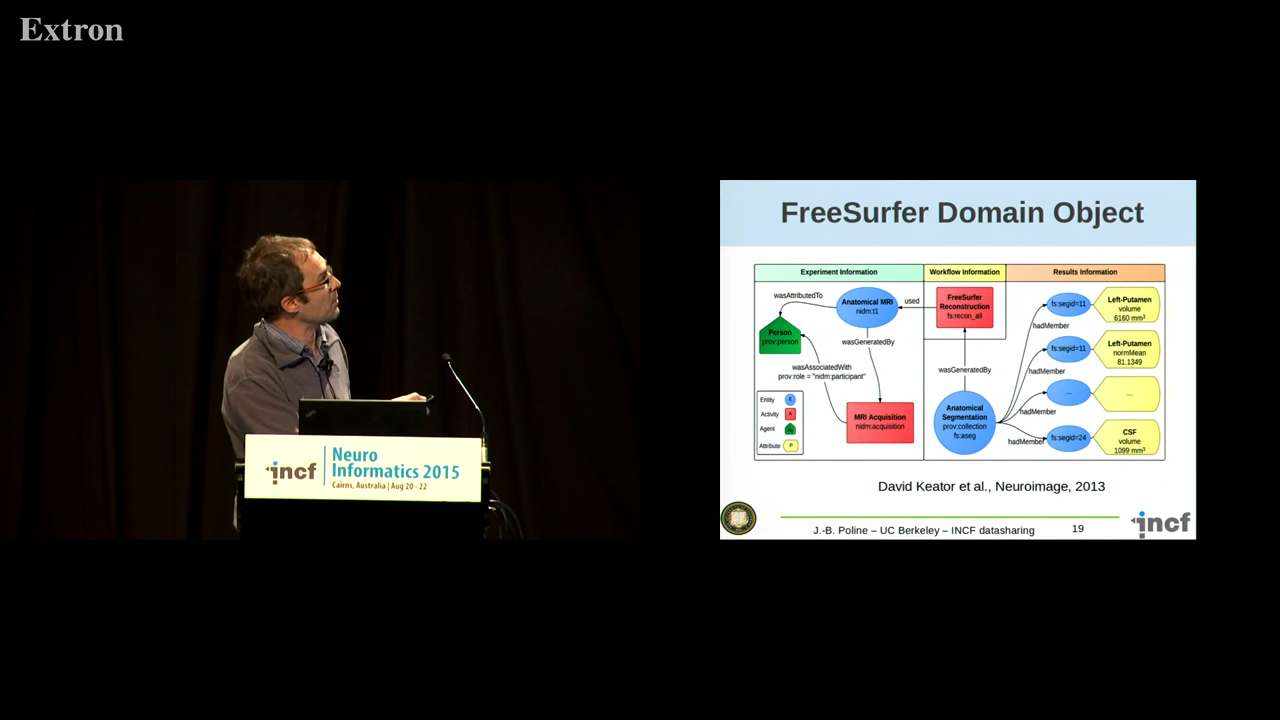 Extron
incf
Neuro
Informatics 2015
Cairns, Australia | Aug 20 - 22
FreeSurfer Domain Object
Experiment Information
Workflow Information
Results Information
wasAttributedTo
Anatomical MRI
nidm:t1
used
FreeSurfer
Reconstruction
fs:recon_all
Person
prov:person
wasGeneratedBy
wasAssociatedWith
prov:role = "nidm:participant"
MRI Acquisition
nidm:acquisition
Entity
E
Activity
A
Agent
Ag
Attribute
P
wasGeneratedBy
Anatomical
Segmentation
prov:collection
fs:aseg
fs:segid=11
hadMember
Left-Putamen
volume
6160 mm³
fs:segid=11
hadMember
Left-Putamen
normMean
81.1349
...
hadMember
...
fs:segid=24
hadMember
CSF
volume
1099 mm³
David Keator et al., Neuroimage, 2013
J.-B. Poline – UC Berkeley – INCF datasharing
19
incf